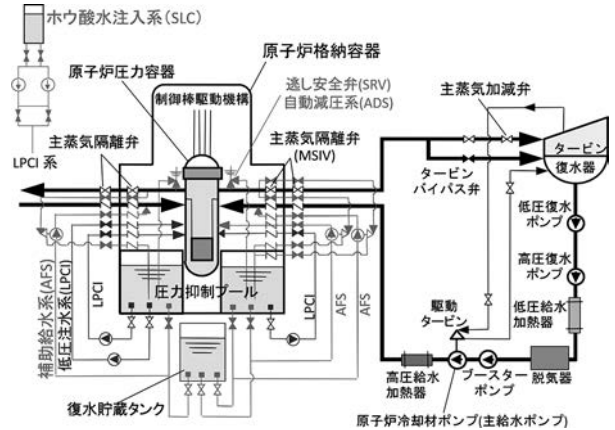 ホウ酸水注入系(SLC)
原子炉格納容器
原子炉圧力容器
制御棒駆動機構
逃し安全弁(SRV)
自動減圧系(ADS)
主蒸気加減弁
LPCI 系
主蒸気隔離弁
主蒸気隔離弁
(MSIV)
タービン
復水器
タービン
バイパス弁
低圧復水
ポンプ
高圧復水
ポンプ
圧力抑制プール
補助給水系(AFS)
低圧注水系(LPCI)
LPCI
LPCI
AFS
AFS
駆動
タービン
低圧給水
加熱器
復水貯蔵タンク
高圧給水
加熱器
ブースター
ポンプ
脱気器
原子炉冷却材ポンプ(主給水ポンプ)